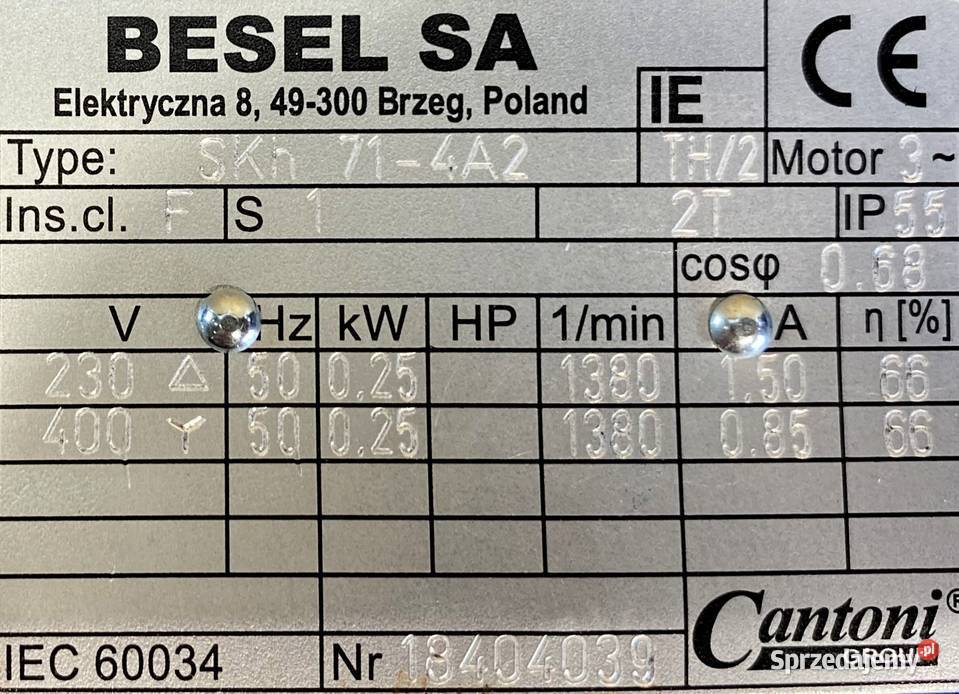 BESEL SA
Elektryczna 8, 49-300 Brzeg, Poland
IE
CE
Type: SKh 71-4A2 TH/2 Motor 3~
Ins.cl. F S 1 2T IP 55
cosφ 0.68
V Hz kW HP 1/min A η [%]
230 △ 50 0.25 1380 1.50 66
400 Y 50 0.25 1380 0.85 66
Cantoni®
GROUP
Sprzedajemy.pl
IEC 60034 Nr 18404039